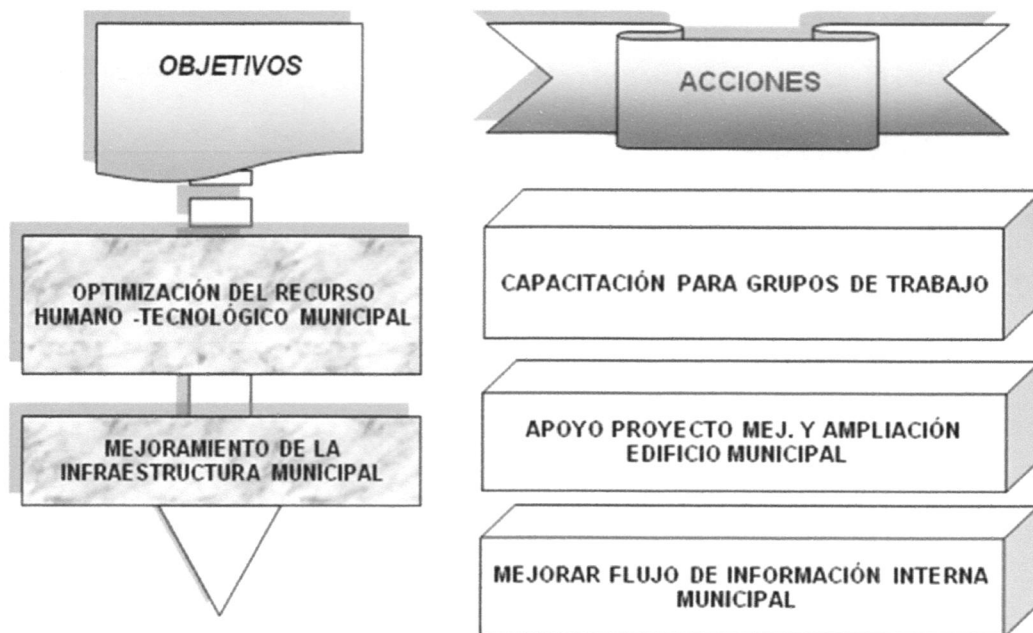 OBJETIVOS
OPTIMIZACIÓN DEL RECURSO
HUMANO -TECNOLÓGICO MUNICIPAL
MEJORAMIENTO DE LA
INFRAESTRUCTURA MUNICIPAL
ACCIONES
CAPACITACIÓN PARA GRUPOS DE TRABAJO
APOYO PROYECTO MEJ. Y AMPLIACIÓN
EDIFICIO MUNICIPAL
MEJORAR FLUJO DE INFORMACIÓN INTERNA
MUNICIPAL